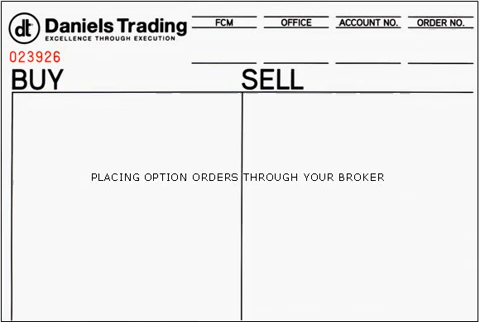 dt Daniels Trading
EXCELLENCE THROUGH EXECUTION
FCM OFFICE ACCOUNT NO. ORDER NO.
023926
BUY SELL
PLACING OPTION ORDERS THROUGH YOUR BROKER